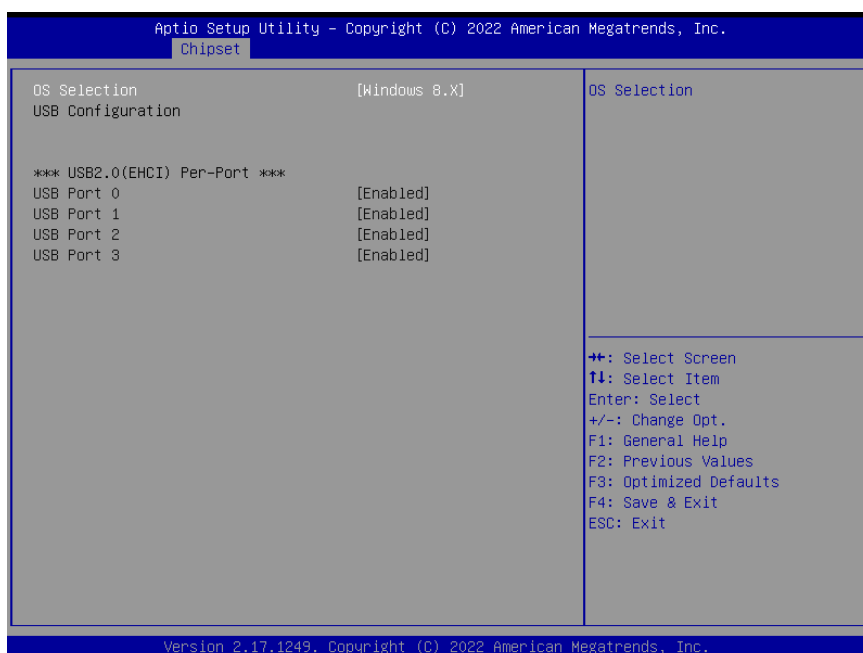 Aptio Setup Utility – Copyright (C) 2022 American Megatrends, Inc.
Chipset
OS Selection [Windows 8.X]
USB Configuration
*** USB2.0(EHCI) Per-Port ***
USB Port 0 [Enabled]
USB Port 1 [Enabled]
USB Port 2 [Enabled]
USB Port 3 [Enabled]
OS Selection
→←: Select Screen
↑↓: Select Item
Enter: Select
+/-: Change Opt.
F1: General Help
F2: Previous Values
F3: Optimized Defaults
F4: Save & Exit
ESC: Exit
Version 2.17.1249. Copyright (C) 2022 American Megatrends, Inc.